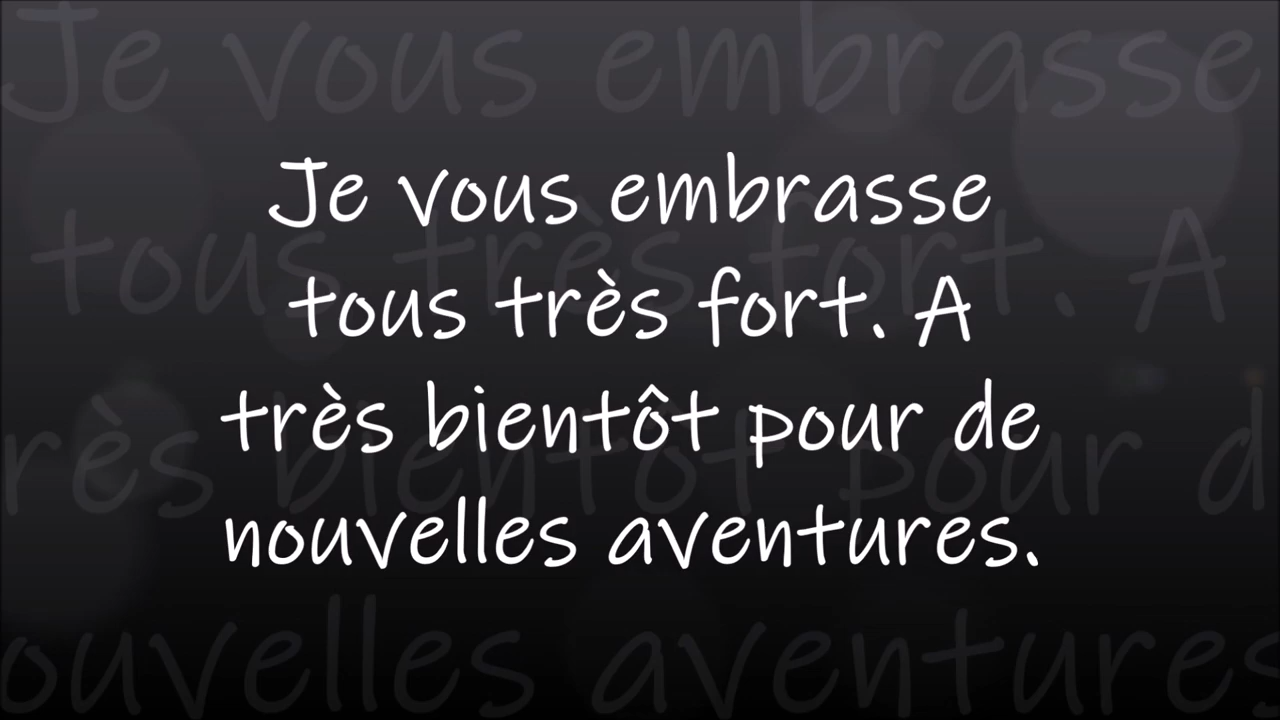 Je vous embrasse
tous très fort. A
très bientôt pour de
nouvelles aventures.